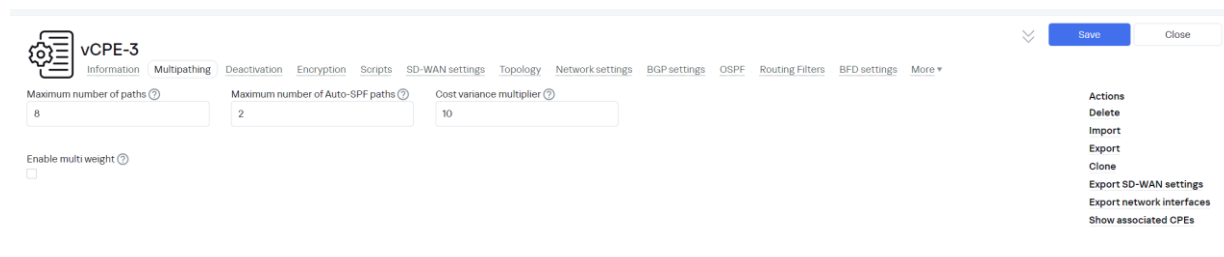 Save Close
vCPE-3
Information Multipathing Deactivation Encryption Scripts SD-WAN settings Topology Network settings BGP settings OSPF Routing Filters BFD settings More
Maximum number of paths Maximum number of Auto-SPF paths Cost variance multiplier
8 2 10
Enable multi weight
Actions
Delete
Import
Export
Clone
Export SD-WAN settings
Export network interfaces
Show associated CPEs